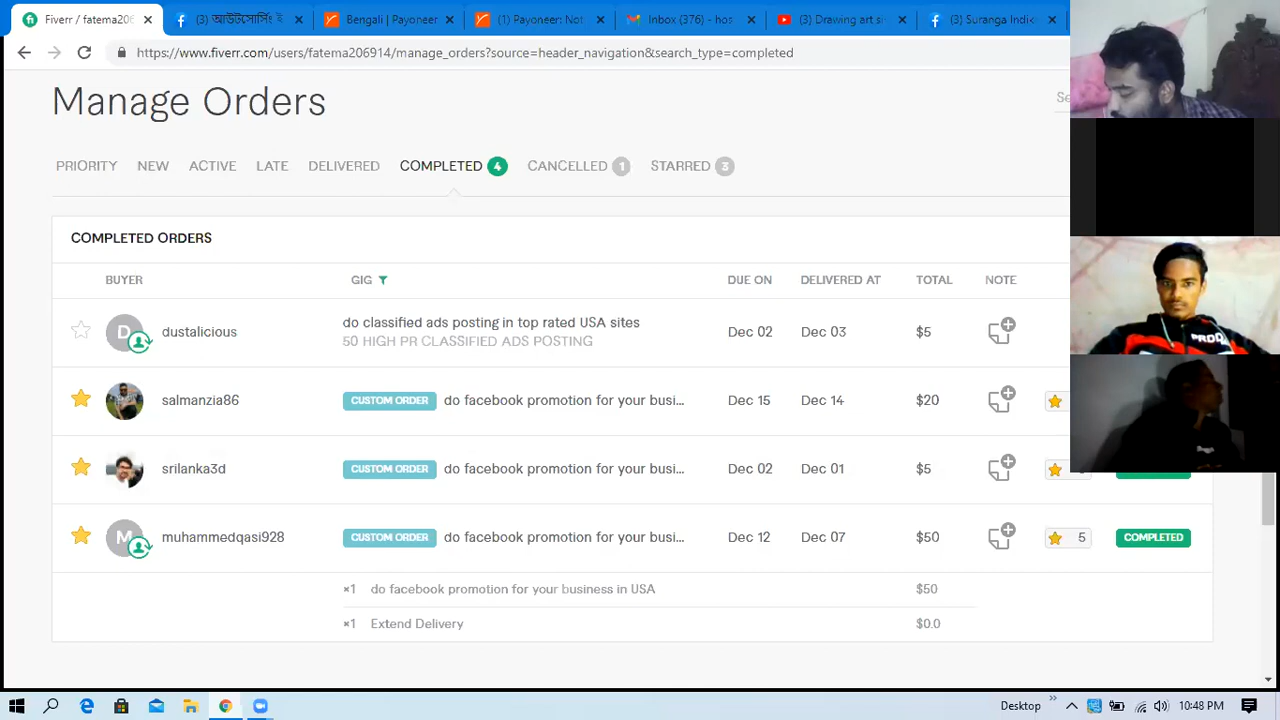 Fiverr / fatema206
(3) আউটসোর্সিং ই
Bengali | Payoneer
(1) Payoneer: Not
Inbox (376) - hos
(3) Drawing art si
(3) Suranga Indik
https://www.fiverr.com/users/fatema206914/manage_orders?source=header_navigation&search_type=completed
Manage Orders
PRIORITY NEW ACTIVE LATE DELIVERED COMPLETED 4 CANCELLED 1 STARRED 3
COMPLETED ORDERS
BUYER GIG DUE ON DELIVERED AT TOTAL NOTE
D dustalicious do classified ads posting in top rated USA sites Dec 02 Dec 03 $5
50 HIGH PR CLASSIFIED ADS POSTING
salmanzia86 CUSTOM ORDER do facebook promotion for your busi... Dec 15 Dec 14 $20
srilanka3d CUSTOM ORDER do facebook promotion for your busi... Dec 02 Dec 01 $5
M muhammedqasi928 CUSTOM ORDER do facebook promotion for your busi... Dec 12 Dec 07 $50 5 COMPLETED
×1 do facebook promotion for your business in USA $50
×1 Extend Delivery $0.0
Desktop 10:48 PM